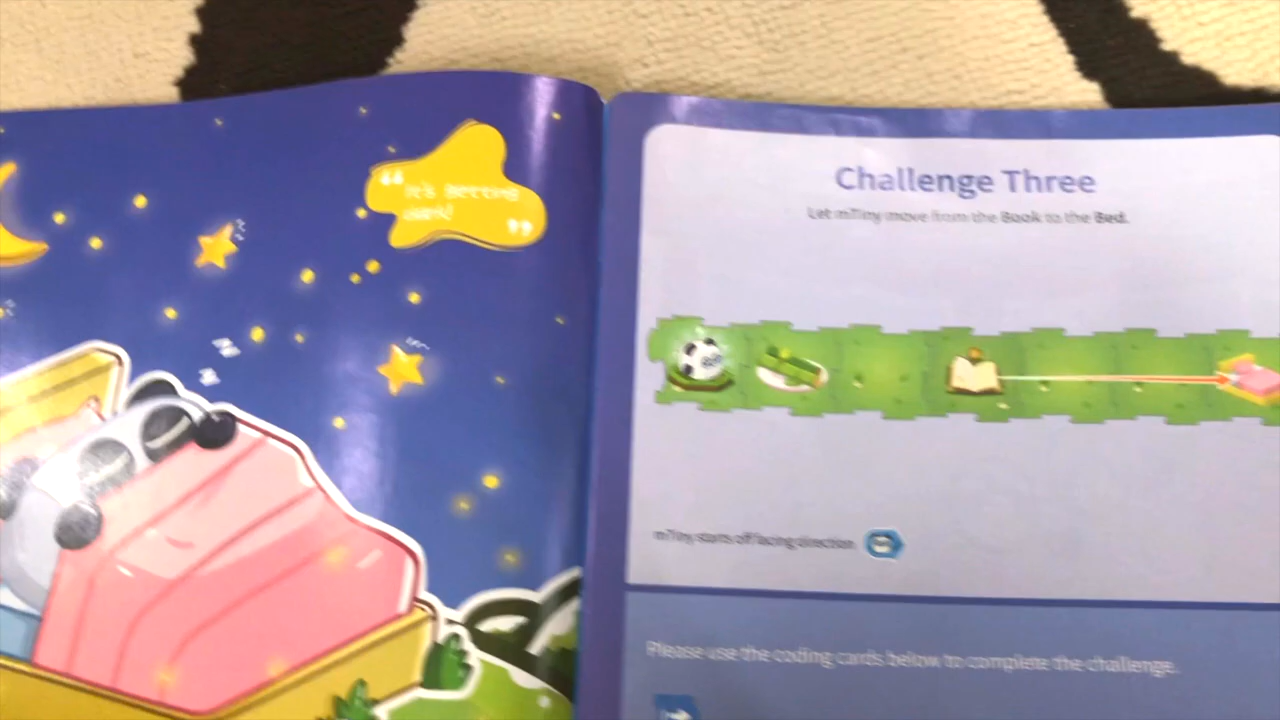 It's getting
dark!
Challenge Three
Let mTiny move from the Book to the Bed.
mTiny starts off facing direction
Please use the coding cards below to complete the challenge.